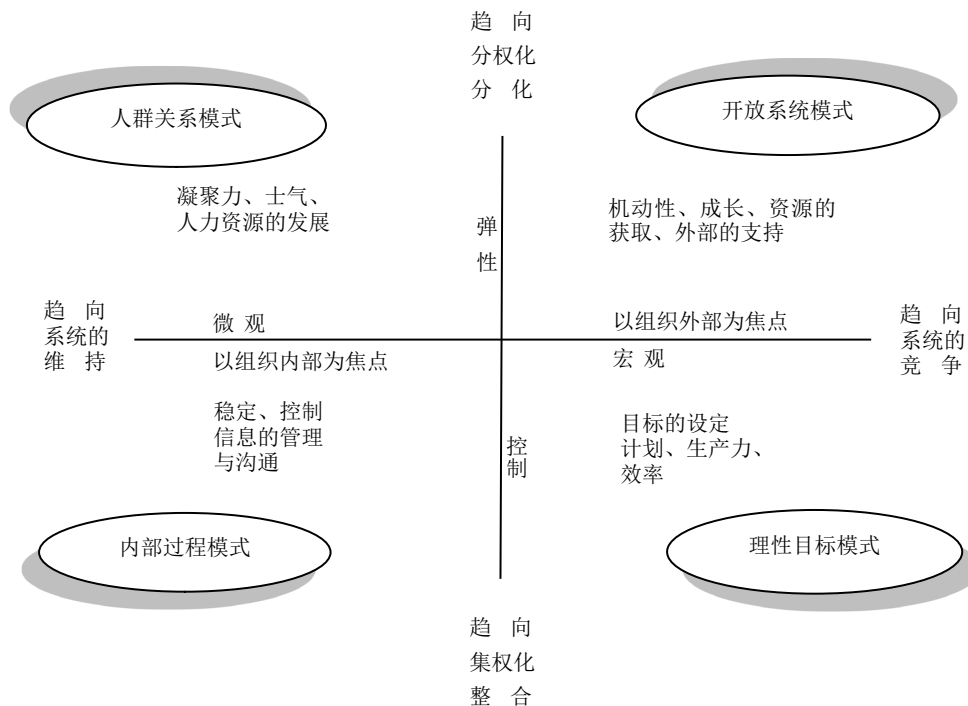 趋 向
分权化
分 化
人群关系模式
开放系统模式
凝聚力、士气、
人力资源的发展
机动性、成长、资源的
获取、外部的支持
弹
性
趋 向
系统的
维 持
微 观
以组织内部为焦点
以组织外部为焦点
宏 观
趋 向
系统的
竞 争
稳定、控制
信息的管理
与沟通
控
制
目标的设定
计划、生产力、
效率
内部过程模式
理性目标模式
趋 向
集权化
整 合